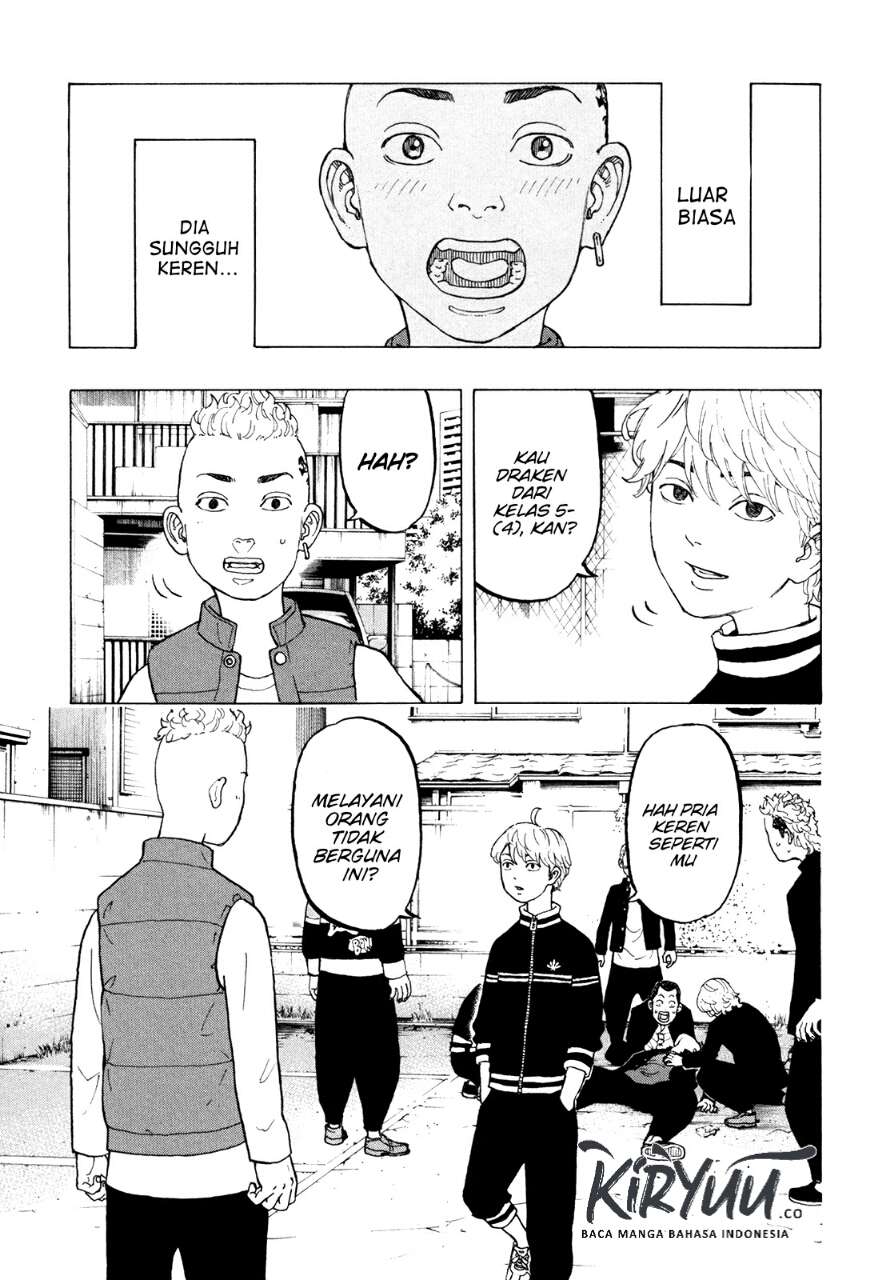 LUAR
BIASA
DIA
SUNGGUH
KEREN...
KAU
DRAKEN
DARI
KELAS 5-
(4), KAN?
HAH?
HAH PRIA
KEREN
SEPERTI
MU
MELAYANI
ORANG
TIDAK
BERGUNA
INI?
KiRYUU.CO
BACA MANGA BAHASA INDONESIA